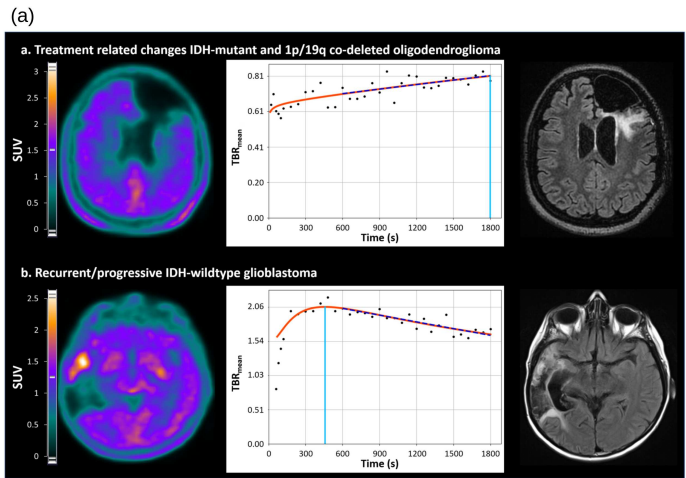 (a)
a. Treatment related changes IDH-mutant and 1p/19q co-deleted oligodendroglioma
3
2.5
2
1.5
1
0.5
0
SUV
0.81
0.61
0.41
0.20
0.00
TBRmean
0 300 600 900 1200 1500 1800
Time (s)
b. Recurrent/progressive IDH-wildtype glioblastoma
2.5
2
1.5
1
0.5
0
SUV
2.06
1.54
1.03
0.51
0.00
TBRmean
0 300 600 900 1200 1500 1800
Time (s)